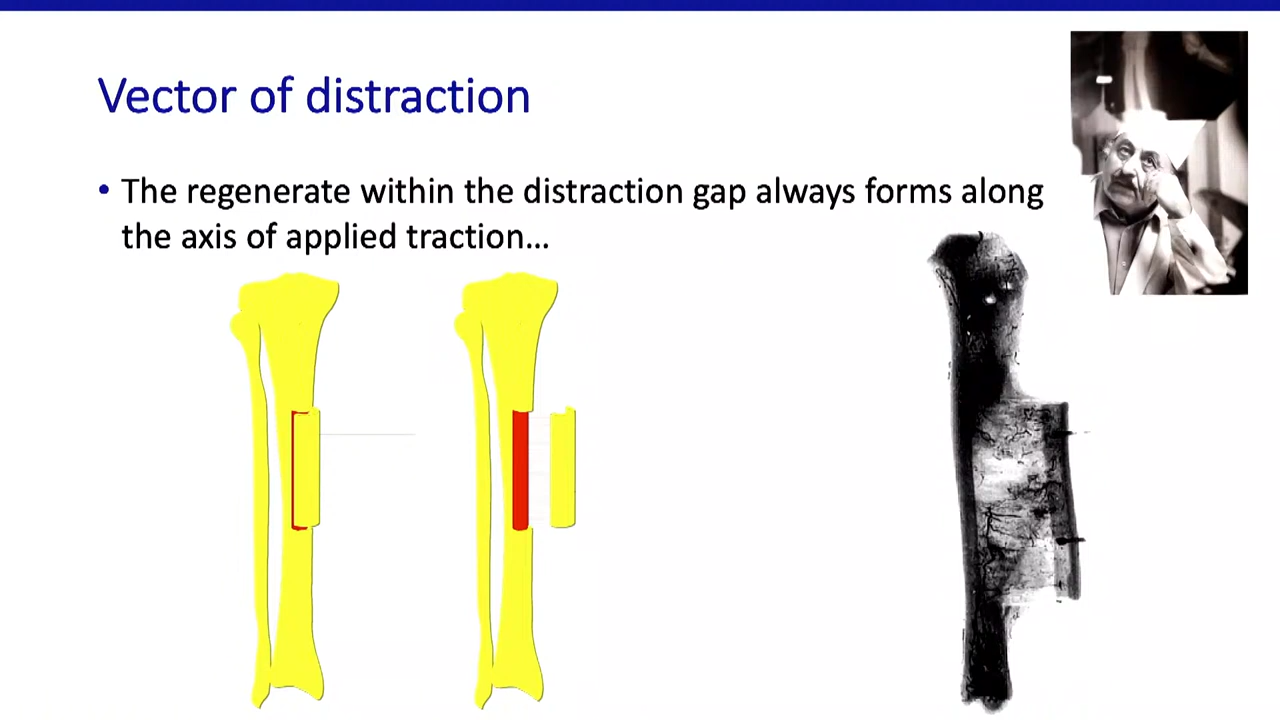 Vector of distraction
• The regenerate within the distraction gap always forms along
the axis of applied traction...